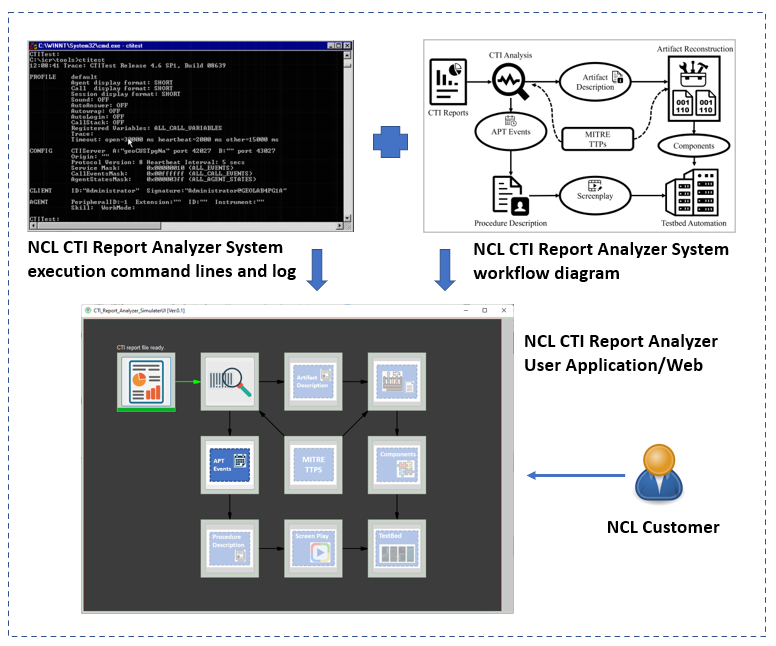 C:\WINNT\System32\cmd.exe - ctitest
CTITest:
C:\icr\tools>ctitest
12:08:41 Trace: CTITest Release 4.6 SP1, Build 08639
PROFILE default
Agent display format: SHORT
Call display format: SHORT
Session display format: SHORT
Sound: OFF
AutoAnswer: OFF
Autowrap: OFF
AutoLogin: OFF
CallStack: OFF
Registered Variables: ALL_CALL_VARIABLES
Trace:
Timeout: open=20000 ms heartbeat=2000 ms other=15000 ms
CONFIG CTIServer A:"geoCUSIpgMa" port 42027 B:"" port 43027
Origin: ""
Protocol Version: 8 Heartbeat Interval: 5 secs
Service Mask: 0x00000010 (ALL_EVENTS)
CallEventsMask: 0x00ffffff (ALL_CALL_EVENTS)
AgentStatesMask: 0x000003ff (ALL_AGENT_STATES)
CLIENT ID:"Administrator" Signature:"Administrator@GEOLAB4PG1A"
AGENT PeripheralID:-1 Extension:"" ID:"" Instrument:""
Skill: WorkMode:
CTITest:
CTI Analysis
Artifact Reconstruction
Artifact
Description
001
110
001
110
CTI Reports
APT Events
MITRE
TTPs
Components
Screenplay
Procedure Description
Testbed Automation
NCL CTI Report Analyzer System
execution command lines and log
NCL CTI Report Analyzer System
workflow diagram
CTI_Report_Analyzer_SimulaterUI [Ver:0.1]
CTI report file ready.
Artifact
Description
APT
Events
MITRE
TTPS
Components
Procedure
Description
Screen Play
TestBed
NCL CTI Report Analyzer
User Application/Web
NCL Customer